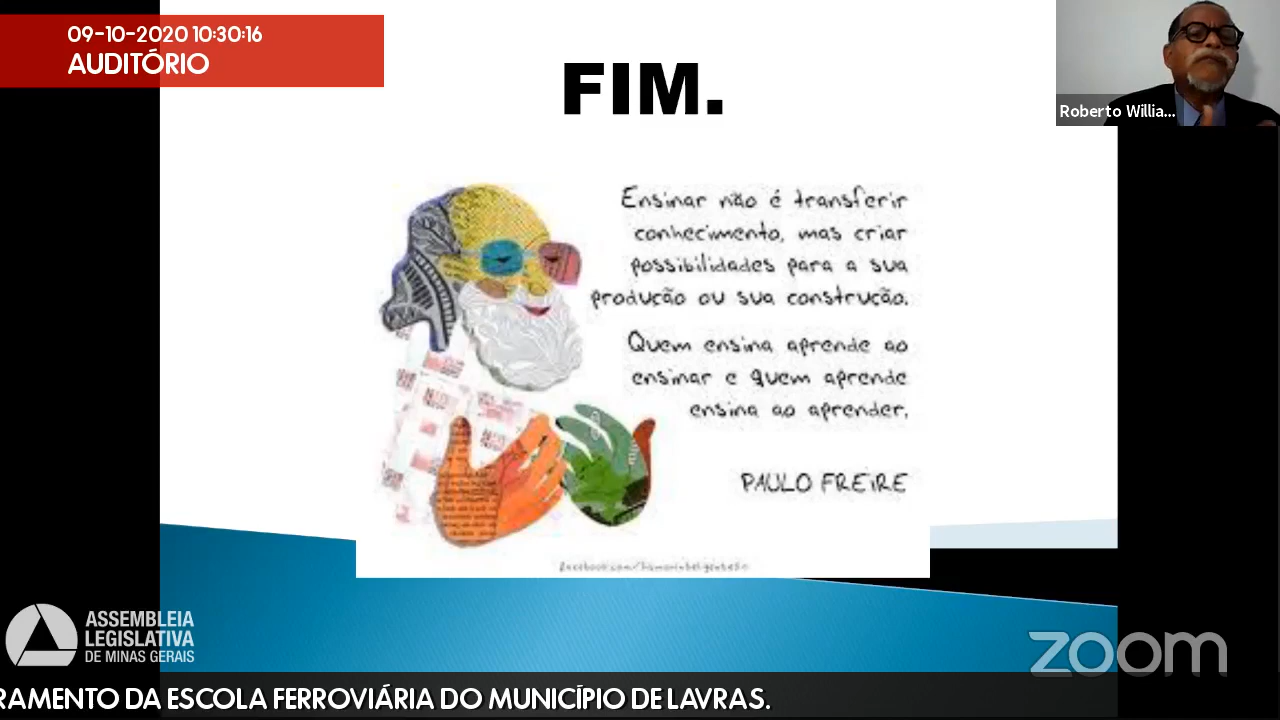 09-10-2020 10:30:16
AUDITÓRIO
FIM.
Roberto Willia...
Ensinar não é transferir
conhecimento, mas criar
possibilidades para a sua
produção ou sua construção.
Quem ensina aprende ao
ensinar e quem aprende
ensina ao aprender.
PAULO FREIRE
ASSEMBLEIA
LEGISLATIVA
DE MINAS GERAIS
zoom
RAMENTO DA ESCOLA FERROVIÁRIA DO MUNICÍPIO DE LAVRAS.